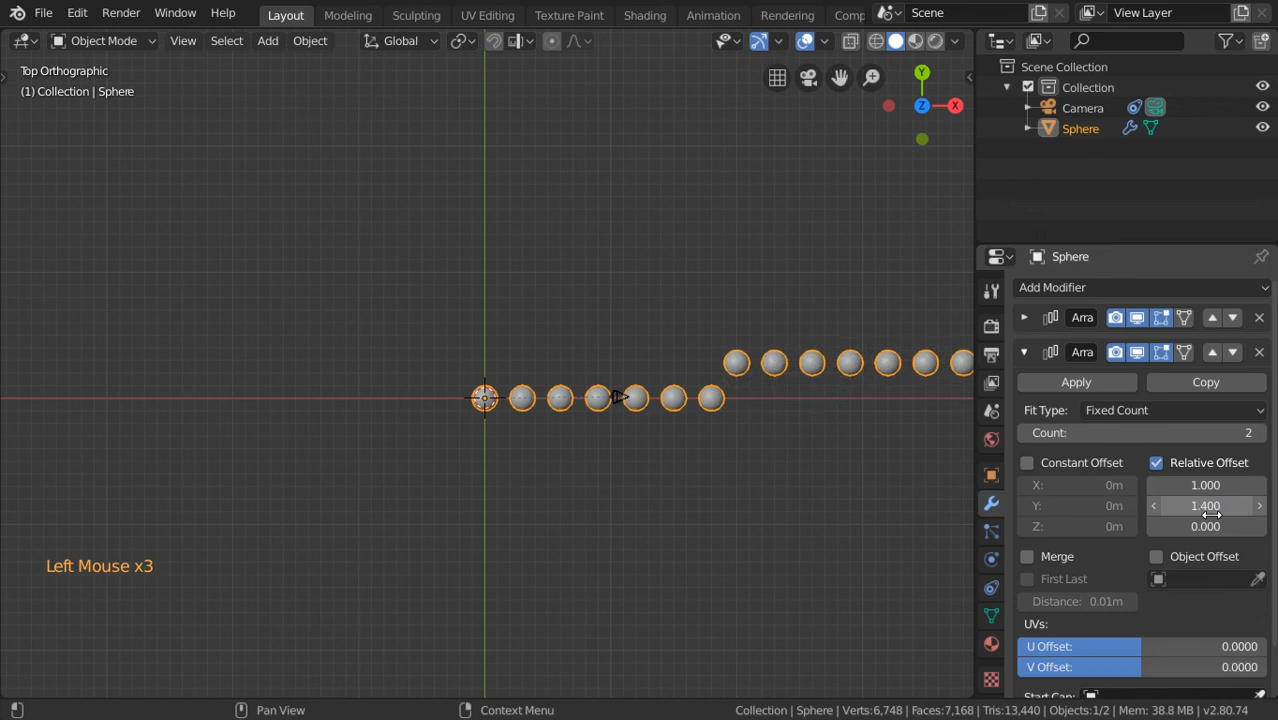 File Edit Render Window Help Layout Modeling Sculpting UV Editing Texture Paint Shading Animation Rendering Comp Scene View Layer
Object Mode View Select Add Object Global
Top Orthographic
(1) Collection | Sphere
Y
Z X
Left Mouse x3
Scene Collection
Collection
Camera
Sphere
Sphere
Add Modifier
Arra
Arra
Apply Copy
Fit Type: Fixed Count
Count: 2
Constant Offset Relative Offset
X: 0m 1.000
Y: 0m 1.400
Z: 0m 0.000
Merge Object Offset
First Last
Distance: 0.01m
UVs:
U Offset: 0.0000
V Offset: 0.0000
Start Cap:
Pan View Context Menu Collection | Sphere | Verts:6,748 | Faces:7,168 | Tris:13,440 | Objects:1/2 | Mem: 38.8 MB | v2.80.74